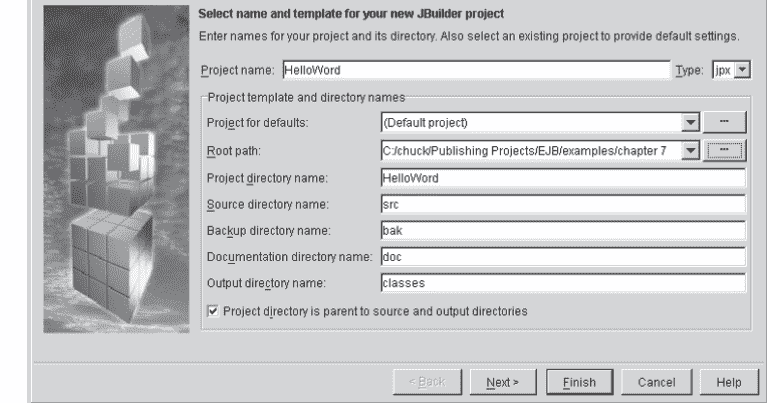 Select name and template for your new JBuilder project
Enter names for your project and its directory. Also select an existing project to provide default settings.
Project name: HelloWord Type: jpx
Project template and directory names
Project for defaults: (Default project) ...
Root path: C:/chuck/Publishing Projects/EJB/examples/chapter 7 ...
Project directory name: HelloWord
Source directory name: src
Backup directory name: bak
Documentation directory name: doc
Output directory name: classes
Project directory is parent to source and output directories
< Back Next > Finish Cancel Help